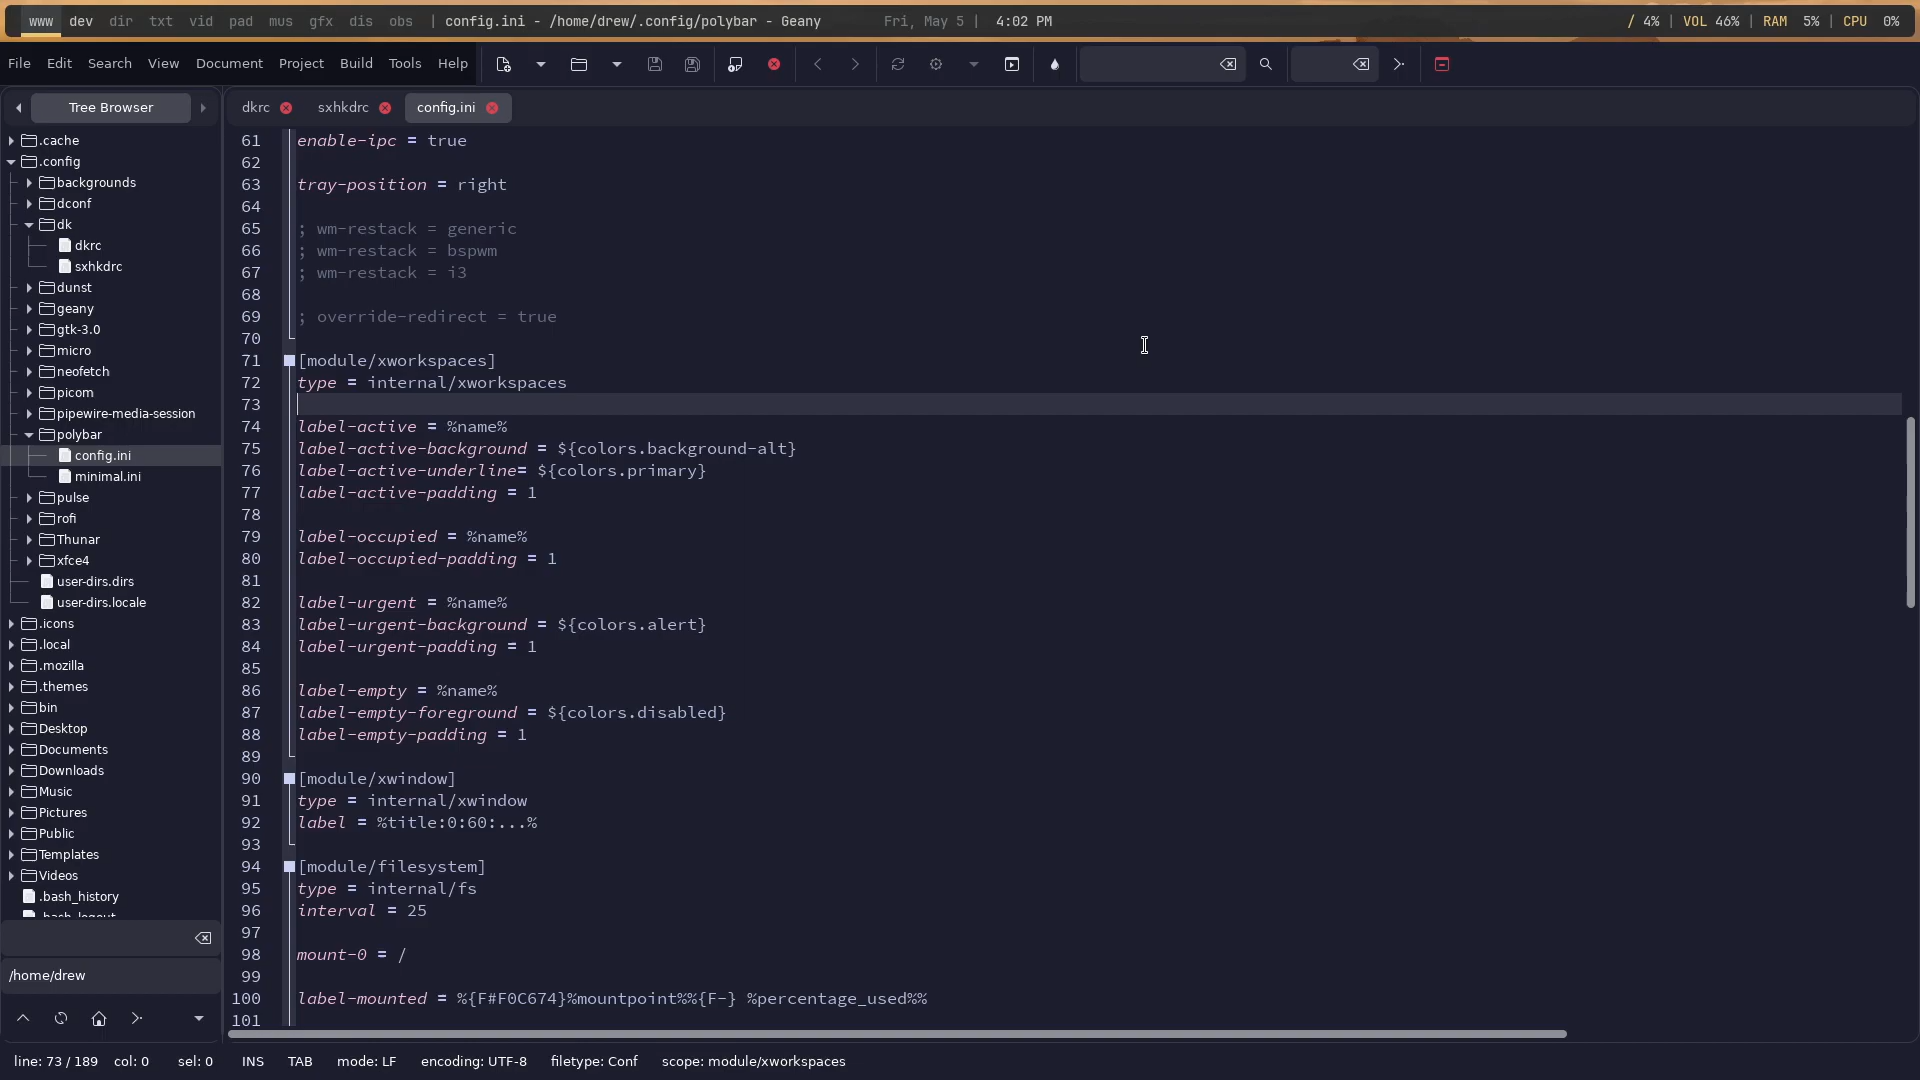 www dev dir txt vid pad mus gfx dis obs | config.ini - /home/drew/.config/polybar - Geany Fri, May 5 | 4:02 PM / 4% | VOL 46% | RAM 5% | CPU 0%
File Edit Search View Document Project Build Tools Help
Tree Browser
dkrc sxhkdrc config.ini
.cache
.config
backgrounds
dconf
dk
dkrc
sxhkdrc
dunst
geany
gtk-3.0
micro
neofetch
picom
pipewire-media-session
polybar
config.ini
minimal.ini
pulse
rofi
Thunar
xfce4
user-dirs.dirs
user-dirs.locale
.icons
.local
.mozilla
.themes
bin
Desktop
Documents
Downloads
Music
Pictures
Public
Templates
Videos
.bash_history
.bash_logout
/home/drew
61 enable-ipc = true
62
63 tray-position = right
64
65 ; wm-restack = generic
66 ; wm-restack = bspwm
67 ; wm-restack = i3
68
69 ; override-redirect = true
70
71 [module/xworkspaces]
72 type = internal/xworkspaces
73
74 label-active = %name%
75 label-active-background = ${colors.background-alt}
76 label-active-underline= ${colors.primary}
77 label-active-padding = 1
78
79 label-occupied = %name%
80 label-occupied-padding = 1
81
82 label-urgent = %name%
83 label-urgent-background = ${colors.alert}
84 label-urgent-padding = 1
85
86 label-empty = %name%
87 label-empty-foreground = ${colors.disabled}
88 label-empty-padding = 1
89
90 [module/xwindow]
91 type = internal/xwindow
92 label = %title:0:60:...%
93
94 [module/filesystem]
95 type = internal/fs
96 interval = 25
97
98 mount-0 = /
99
100 label-mounted = %{F#F0C674}%mountpoint%%{F-} %percentage_used%%
101
line: 73 / 189 col: 0 sel: 0 INS TAB mode: LF encoding: UTF-8 filetype: Conf scope: module/xworkspaces